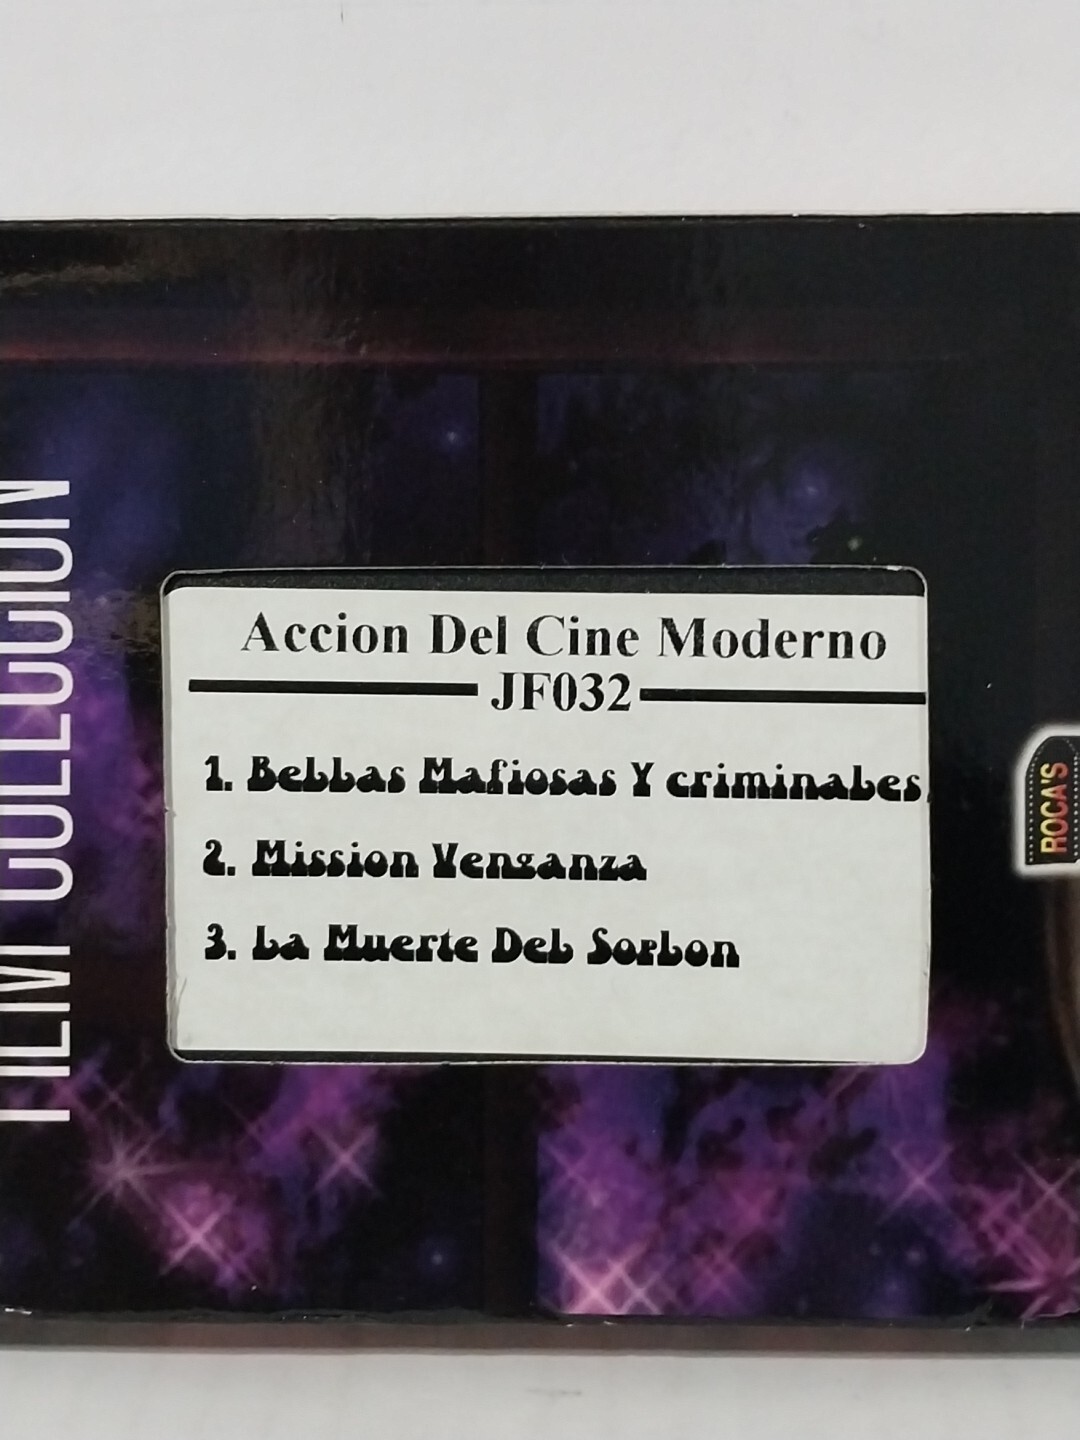 Accion Del Cine Moderno
JF032
1. Bellas Mafiosas Y criminales
2. Mission Venganza
3. La Muerte Del Sorbon
FILM COLLECCION
ROCA'S